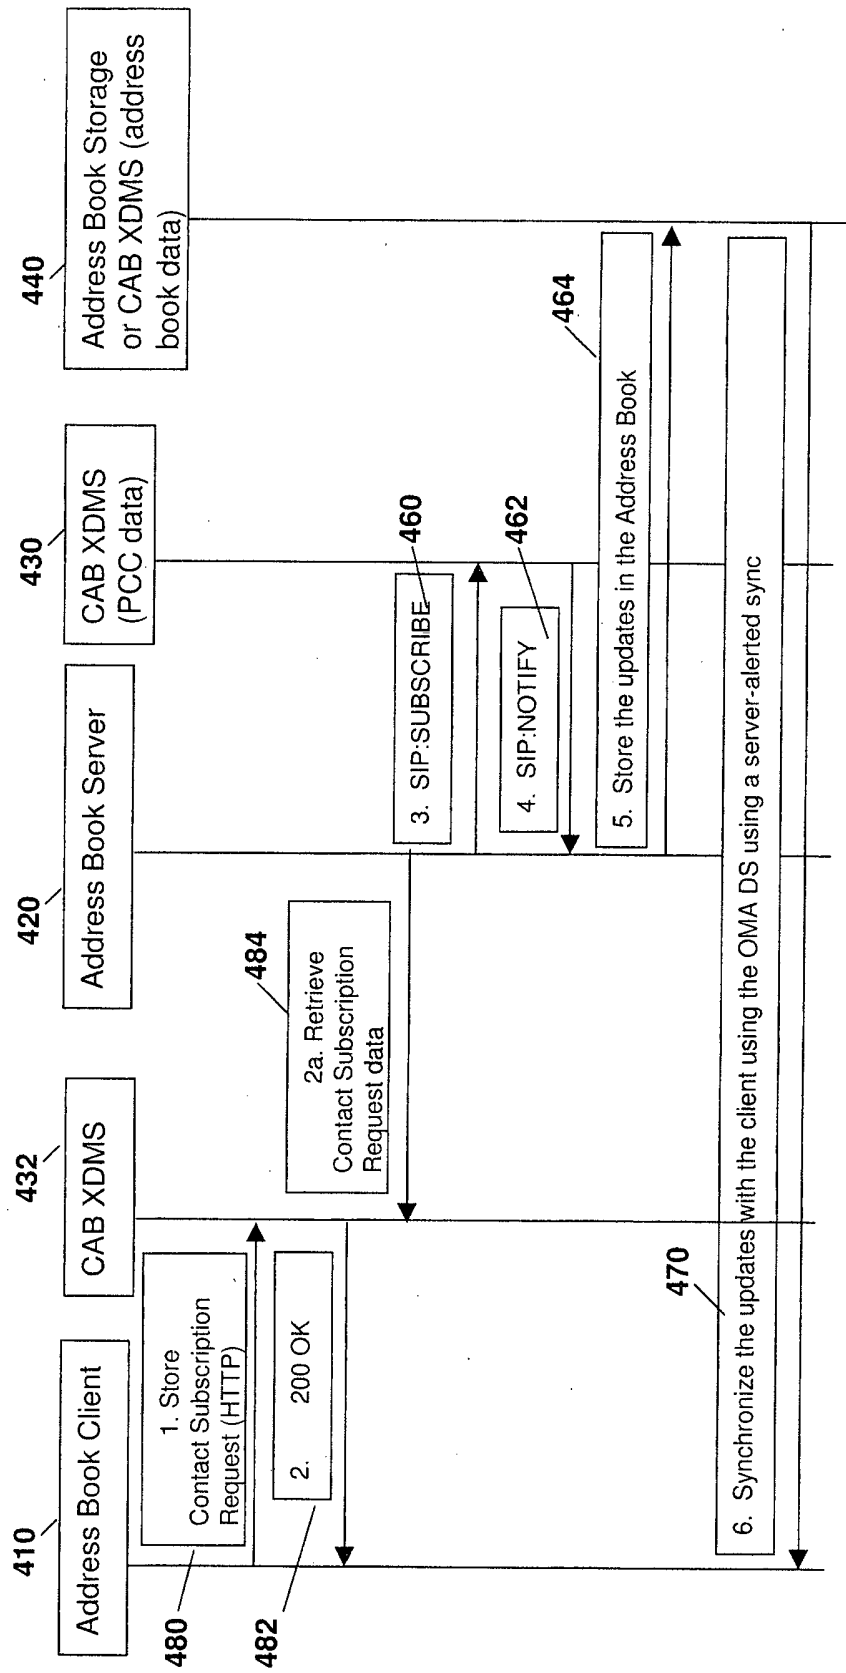 410
Address Book Client
432
CAB XDMS
420
Address Book Server
430
CAB XDMS
(PCC data)
440
Address Book Storage
or CAB XDMS (address
book data)
480
1. Store
Contact Subscription
Request (HTTP)
482
2. 200 OK
484
2a. Retrieve
Contact Subscription
Request data
3. SIP:SUBSCRIBE
460
4. SIP:NOTIFY
462
464
5. Store the updates in the Address Book
470
6. Synchronize the updates with the client using the OMA DS using a server-alerted sync